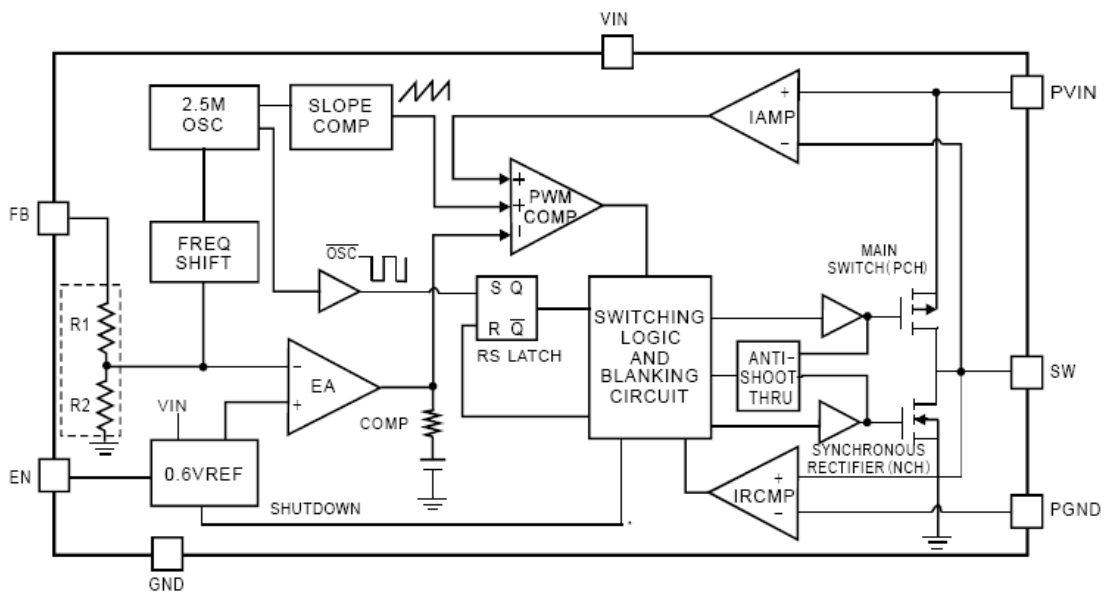 VIN
2.5M
OSC
SLOPE
COMP
IAMP
+
−
PVIN
FB
FREQ
SHIFT
+
+
−
PWM
COMP
OSC
MAIN
SWITCH(PCH)
R1
S Q
R Q
RS LATCH
SWITCHING
LOGIC
AND
BLANKING
CIRCUIT
ANTI-
SHOOT-
THRU
SW
R2
−
+
EA
VIN
COMP
SYNCHRONOUS
RECTIFIER(NCH)
EN
0.6VREF
SHUTDOWN
IRCMP
+
−
PGND
GND